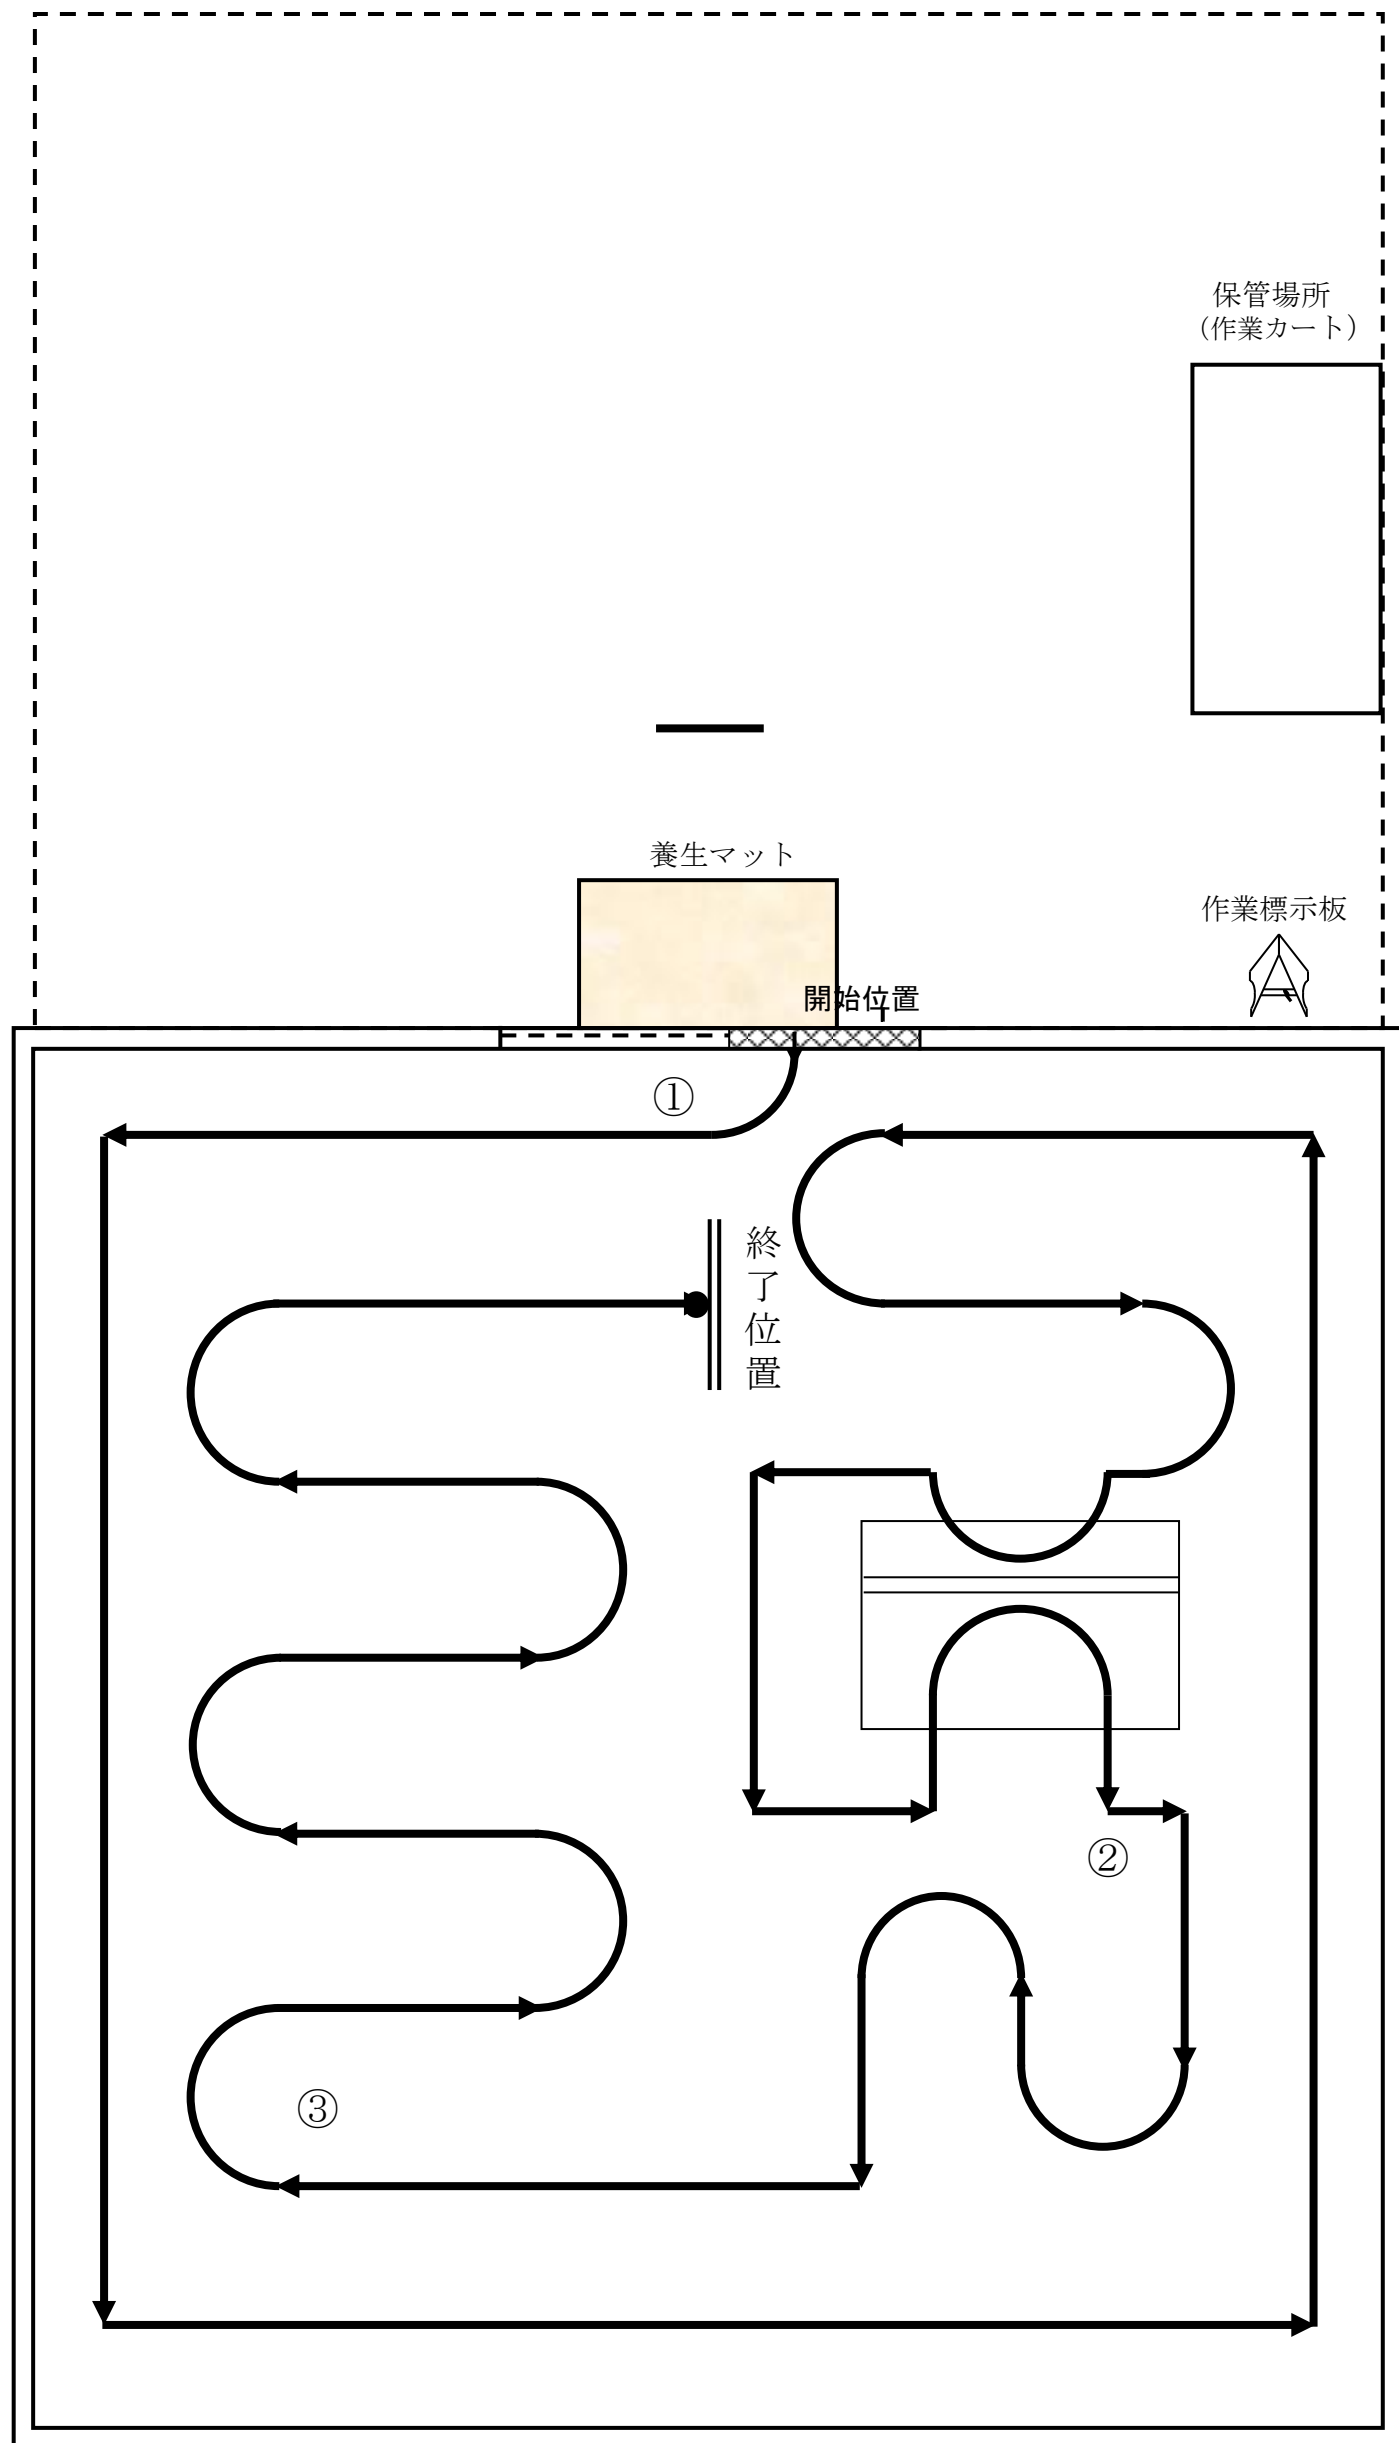 保管場所
（作業カート）
養生マット
作業標示板
開始位置
①
終了位置
②
③